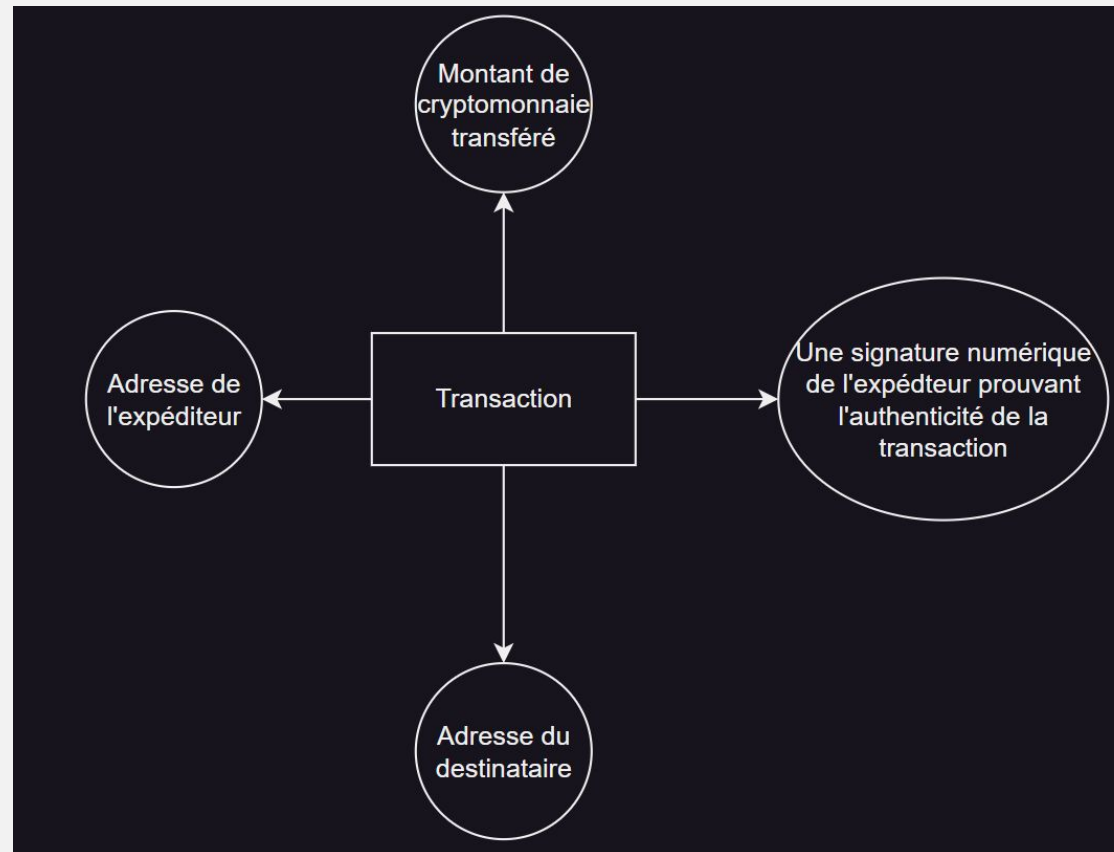 Montant de
cryptomonnaie
transféré
Adresse de
l'expéditeur
Transaction
Une signature numérique
de l'expédteur prouvant
l'authenticité de la
transaction
Adresse du
destinataire